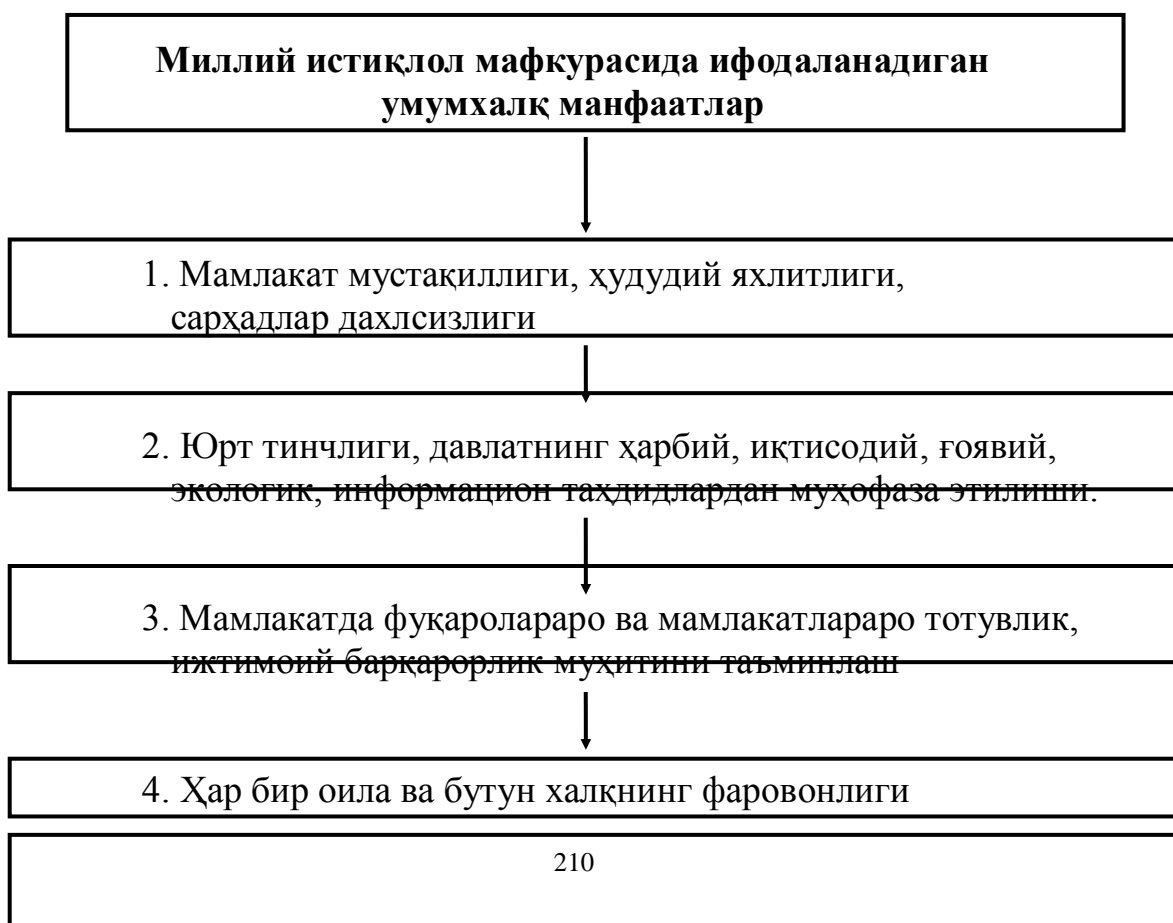 Миллий истиқлол мафкурасида ифодаланадиган
умумхалқ манфаатлар
1. Мамлакат мустақиллиги, ҳудудий яхлитлиги,
сарҳадлар дахлсизлиги
2. Юрт тинчлиги, давлатнинг ҳарбий, иқтисодий, ғоявий,
экологик, информацион таҳдидлардан муҳофаза этилиши.
3. Мамлакатда фуқаролараро ва мамлакатлараро тотувлик,
ижтимоий барқарорлик муҳитини таъминлаш
4. Ҳар бир оила ва бутун халқнинг фаровонлиги
210